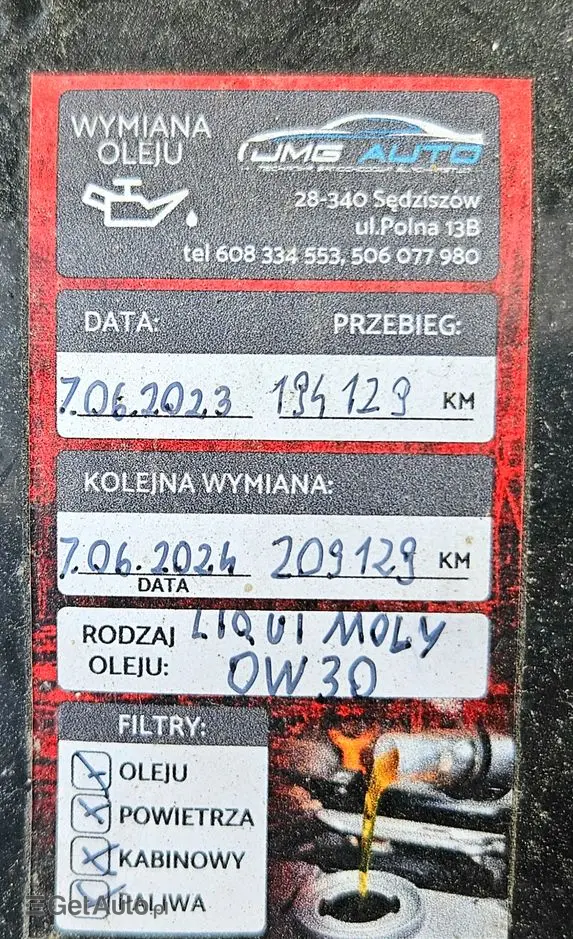 WYMIANA
OLEJU
JMG AUTO
28-340 Sędziszów
ul.Polna 13B
tel 608 334 553, 506 077 980
DATA: PRZEBIEG:
7.06.2023 194129 KM
KOLEJNA WYMIANA:
7.06.2024 209129 KM
DATA
RODZAJ LIQUI MOLY
OLEJU: 0W30
FILTRY:
OLEJU
POWIETRZA
KABINOWY
PALIWA
GetAuto.pl